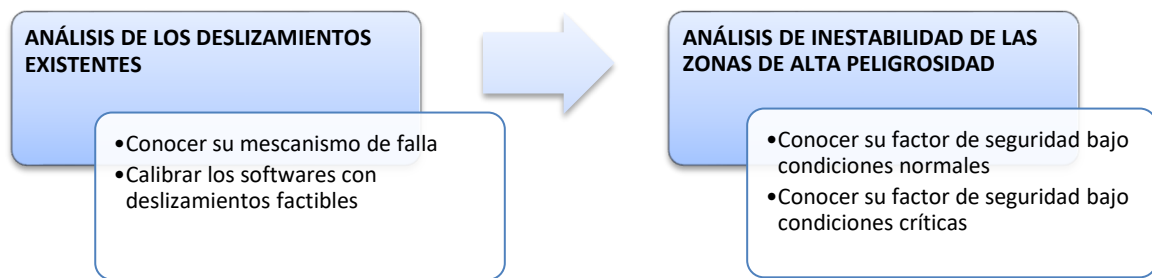 ANÁLISIS DE LOS DESLIZAMIENTOS
EXISTENTES
•Conocer su mescanismo de falla
•Calibrar los softwares con
deslizamientos factibles
ANÁLISIS DE INESTABILIDAD DE LAS
ZONAS DE ALTA PELIGROSIDAD
•Conocer su factor de seguridad bajo
condiciones normales
•Conocer su factor de seguridad bajo
condiciones críticas